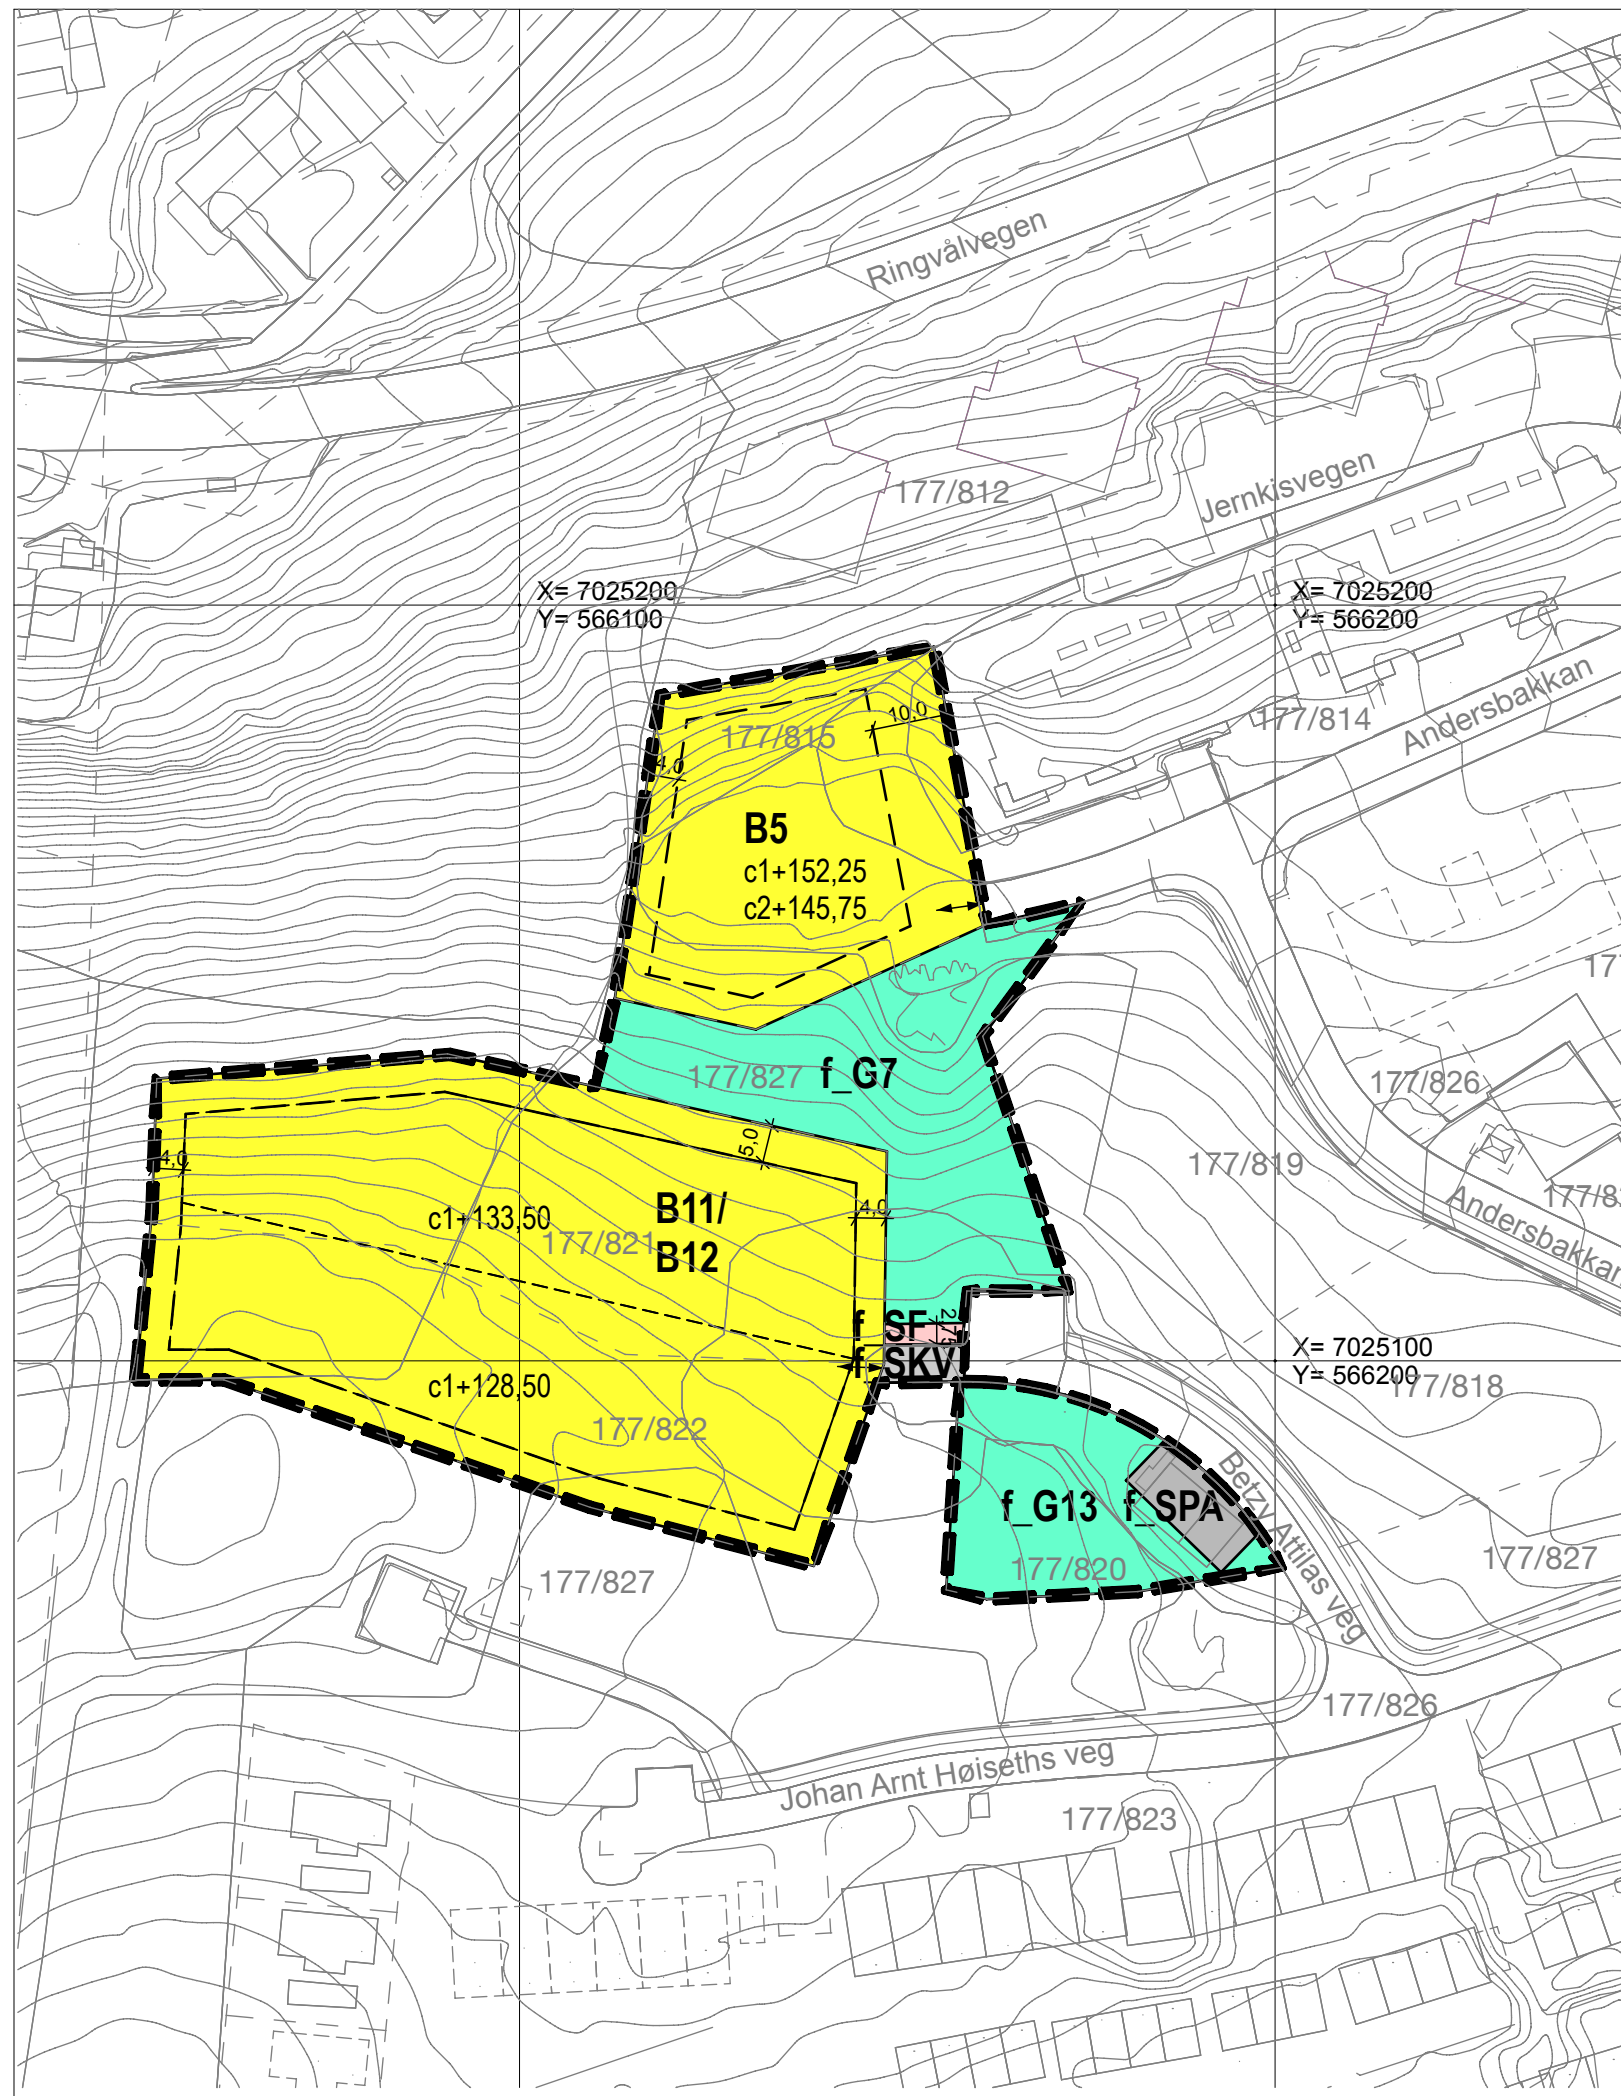 Ringvålvegen
177/812
Jernkisvegen
X= 7025200
Y= 566100
X= 7025200
Y= 566200
177/815
10,0
4,0
177/814
Andersbakkan
B5
c1+152,25
c2+145,75
177/827
f_G7
177/826
5,0
4,0
177/819
4,0
c1+133,50
177/821
B11/
B12
Andersbakkan
f_SF
2,75
f_SKV
X= 7025100
Y= 566200
177/818
c1+128,50
177/822
Betzy Attilas veg
f_G13
f_SPA
177/820
177/827
177/827
177/826
Johan Arnt Høiseths veg
177/823